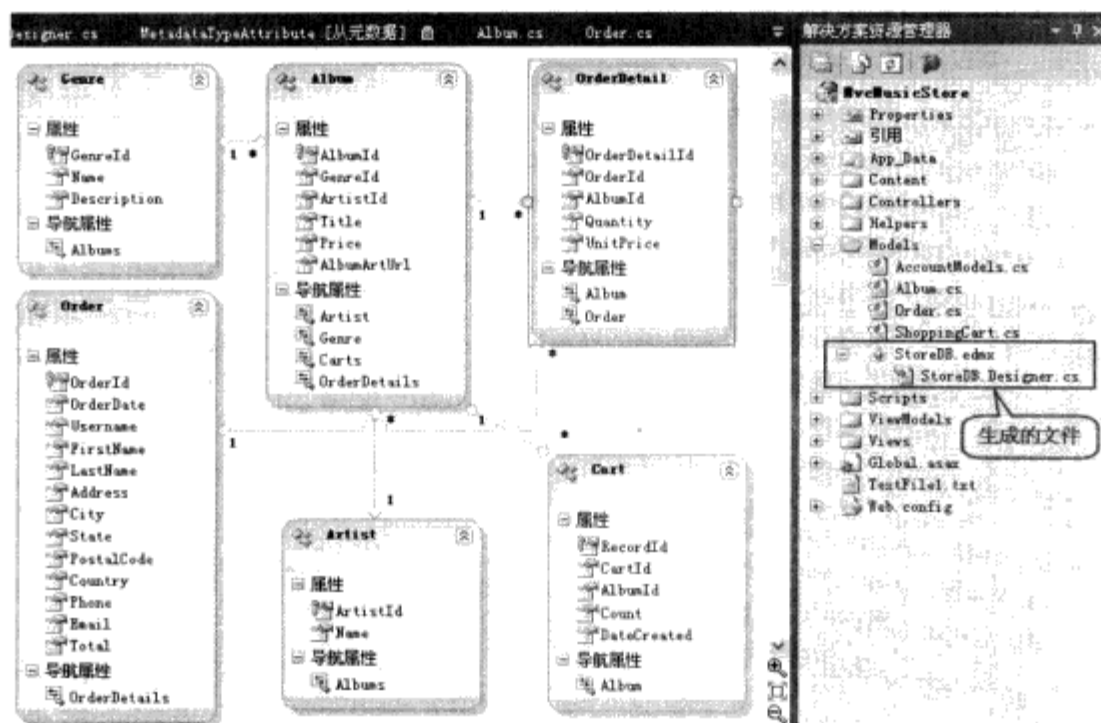 esigner.cs MetadataTypeAttribute [从元数据] Album.cs Order.cs
Genre
属性
GenreId
Name
Description
导航属性
Albums
1 *
Album
属性
AlbumId
GenreId
ArtistId
Title
Price
AlbumArtUrl
导航属性
Artist
Genre
Carts
OrderDetails
1 *
OrderDetail
属性
OrderDetailId
OrderId
AlbumId
Quantity
UnitPrice
导航属性
Album
Order
*
Order
属性
OrderId
OrderDate
Username
FirstName
LastName
Address
City
State
PostalCode
Country
Phone
Email
Total
导航属性
OrderDetails
1
*
1
1
*
Artist
属性
ArtistId
Name
导航属性
Albums
Cart
属性
RecordId
CartId
AlbumId
Count
DateCreated
导航属性
Album
解决方案资源管理器
MvcMusicStore
Properties
引用
App_Data
Content
Controllers
Helpers
Models
AccountModels.cs
Album.cs
Order.cs
ShoppingCart.cs
StoreDB.edmx
StoreDB.Designer.cs
Scripts
ViewModels
Views
Global.asax
TextFile1.txt
Web.config
生成的文件